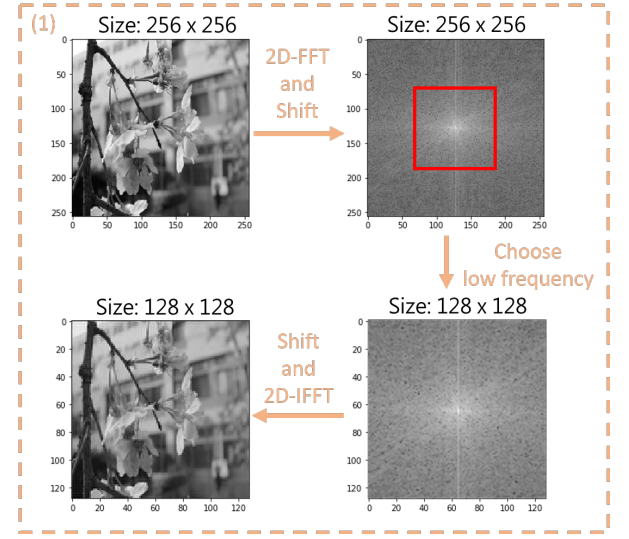 (1)
Size: 256 x 256
0
50
100
150
200
250
0 50 100 150 200 250
2D-FFT
and
Shift
Size: 256 x 256
0
50
100
150
200
250
0 50 100 150 200 250
Choose
low frequency
Size: 128 x 128
0
20
40
60
80
100
120
0 20 40 60 80 100 120
Shift
and
2D-IFFT
Size: 128 x 128
0
20
40
60
80
100
120
0 20 40 60 80 100 120